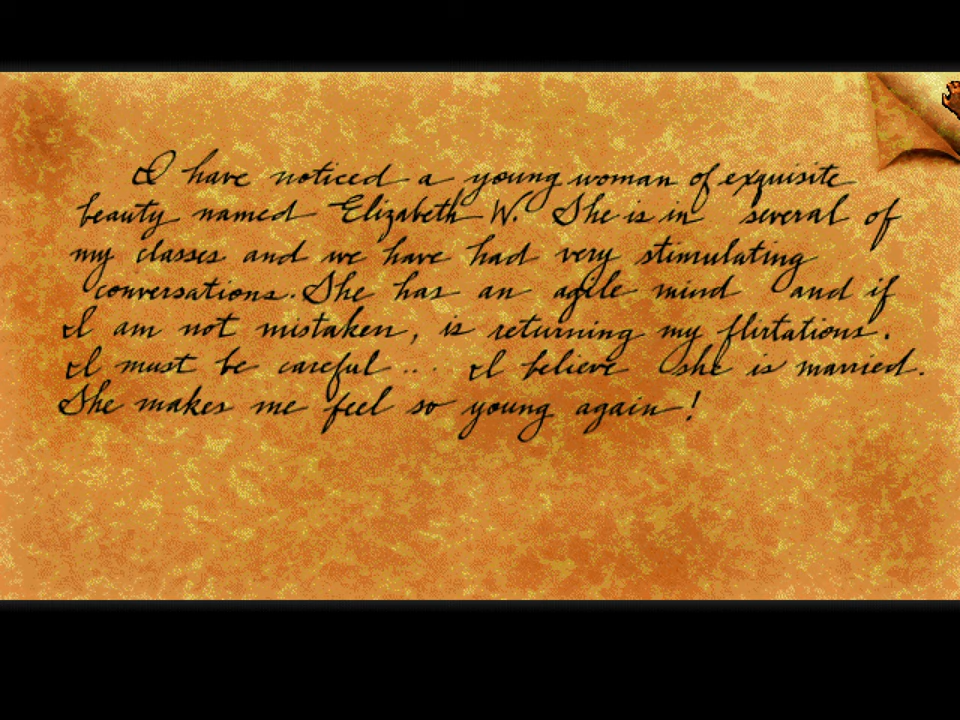 I have noticed a young woman of exquisite
beauty named Elizabeth W. She is in several of
my classes and we have had very stimulating
conversations. She has an agile mind and if
I am not mistaken, is returning my flirtations.
I must be careful ... I believe she is married.
She makes me feel so young again!